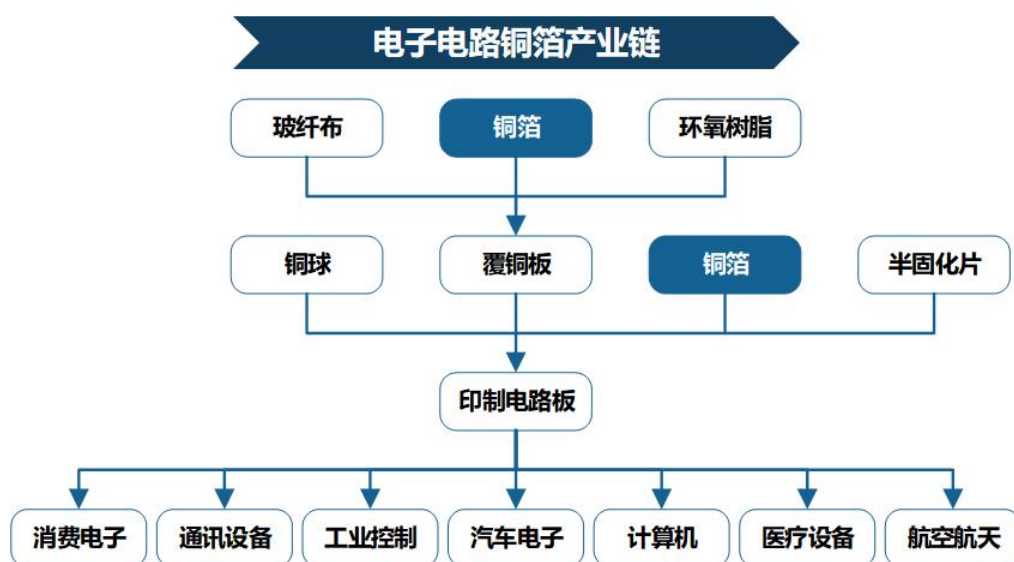 电子电路铜箔产业链
玻纤布
铜箔
环氧树脂
铜球
覆铜板
铜箔
半固化片
印制电路板
消费电子
通讯设备
工业控制
汽车电子
计算机
医疗设备
航空航天